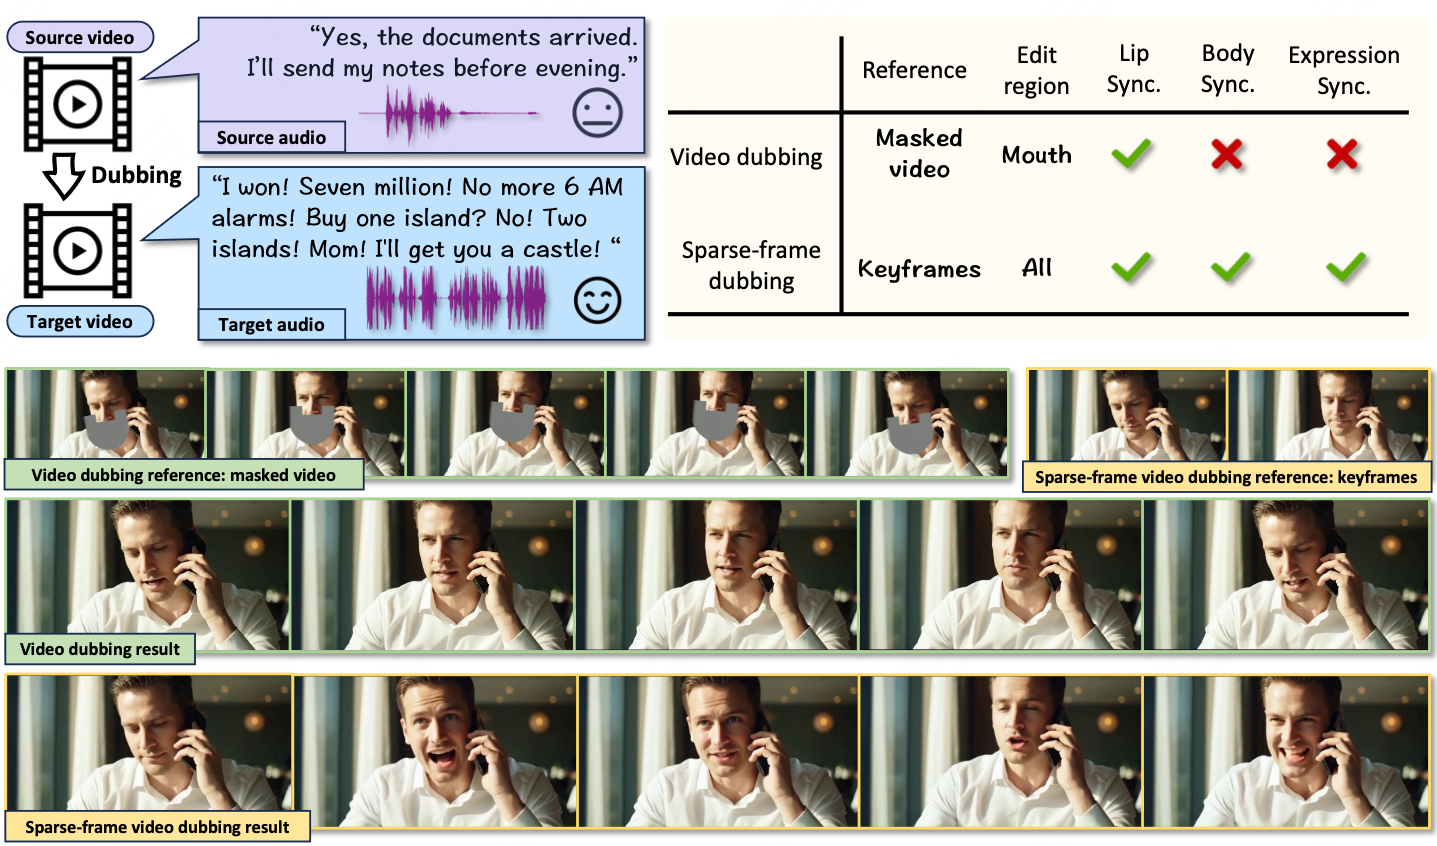 Source video
“Yes, the documents arrived.
I’ll send my notes before evening.”
Source audio
Dubbing
“I won! Seven million! No more 6 AM
alarms! Buy one island? No! Two
islands! Mom! I'll get you a castle! “
Target video
Target audio
Reference
Edit
region
Lip
Sync.
Body
Sync.
Expression
Sync.
Video dubbing
Masked
video
Mouth
Sparse-frame
dubbing
Keyframes
All
Video dubbing reference: masked video
Sparse-frame video dubbing reference: keyframes
Video dubbing result
Sparse-frame video dubbing result